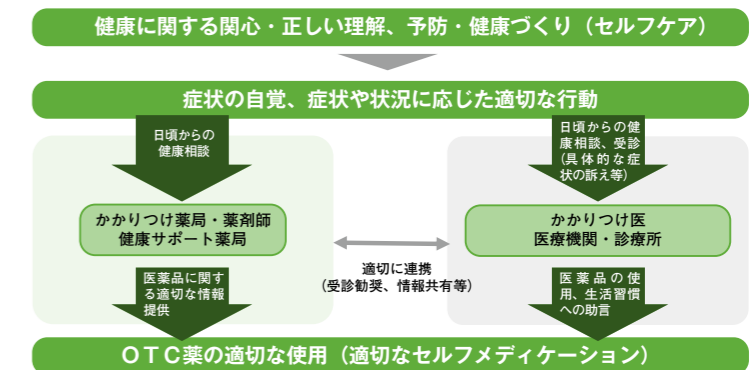 健康に関する関心・正しい理解、予防・健康づくり（セルフケア）
症状の自覚、症状や状況に応じた適切な行動
日頃からの
健康相談
日頃からの健
康相談、受診
(具体的な症
状の訴え等)
かかりつけ薬局・薬剤師
健康サポート薬局
かかりつけ医
医療機関・診療所
適切に連携
（受診勧奨、情報共有等）
医薬品に関す
る適切な情報
提供
医薬品の使
用、生活習慣
への助言
ＯＴＣ薬の適切な使用（適切なセルフメディケーション）